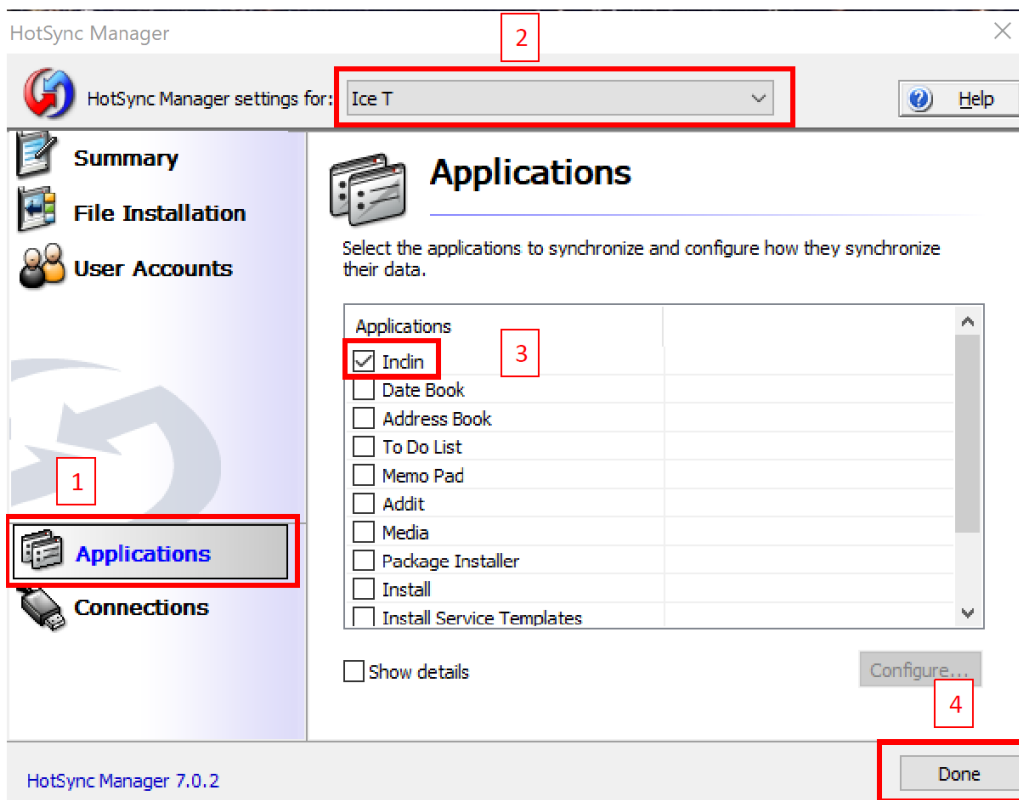 HotSync Manager
2
HotSync Manager settings for: Ice T
Help
Summary
File Installation
User Accounts
1
Applications
Connections
Applications
Select the applications to synchronize and configure how they synchronize
their data.
Applications
Indin
3
Date Book
Address Book
To Do List
Memo Pad
Addit
Media
Package Installer
Install
Install Service Templates
Show details
Configure...
4
HotSync Manager 7.0.2
Done